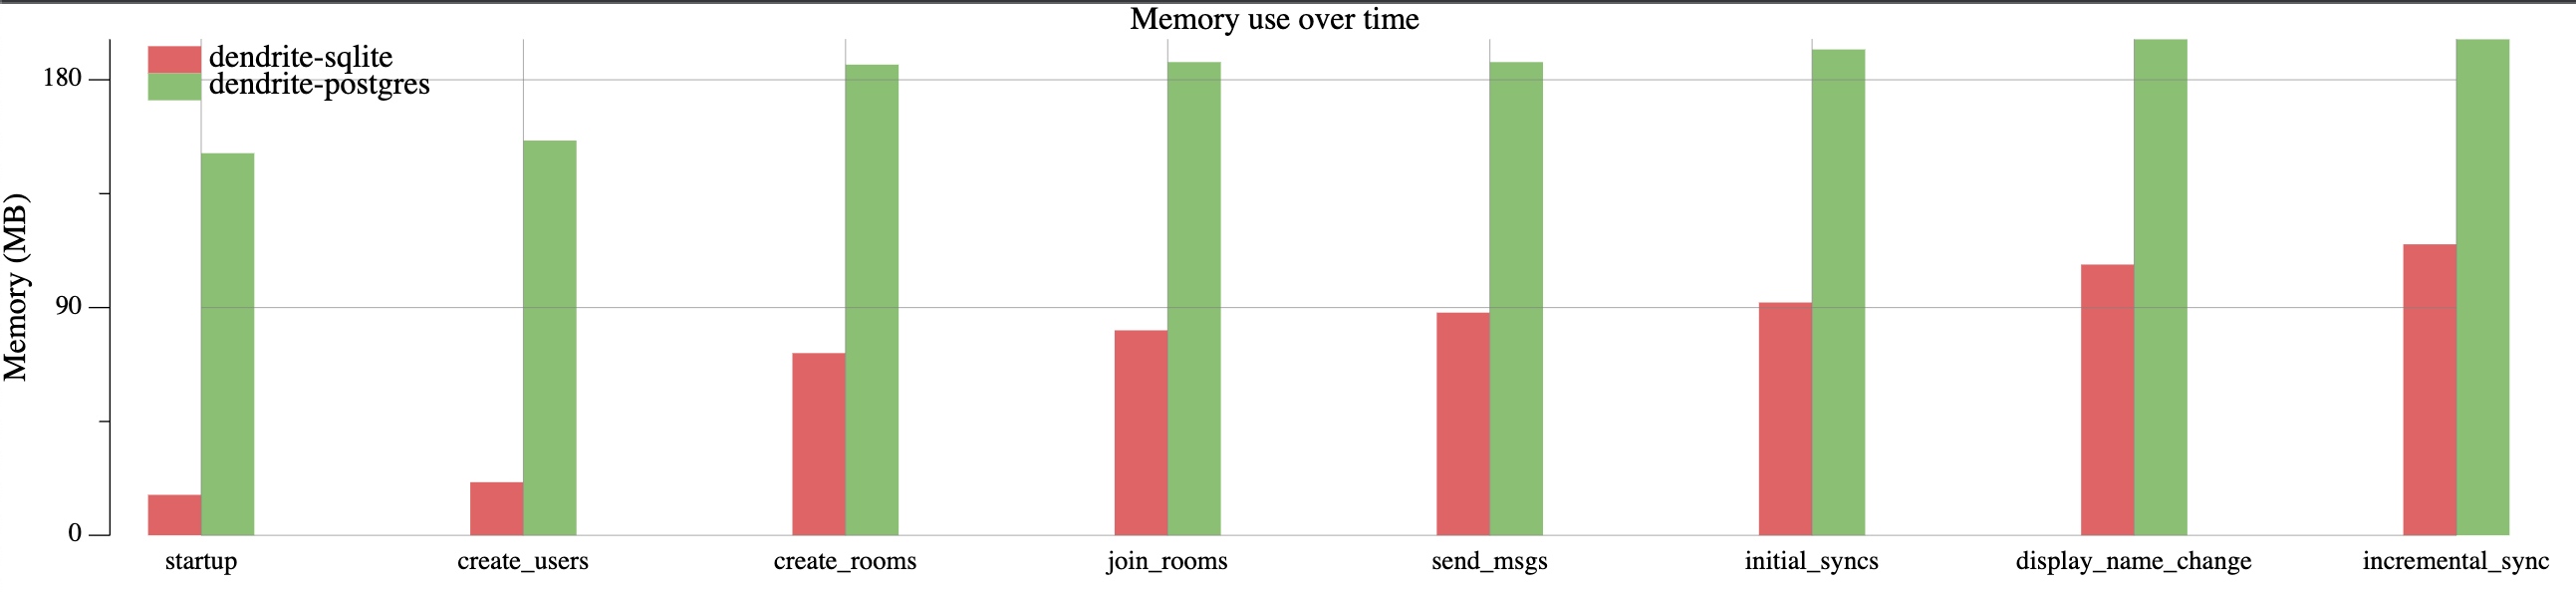 Memory use over time
dendrite-sqlite
dendrite-postgres
Memory (MB)
180
90
0
startup
create_users
create_rooms
join_rooms
send_msgs
initial_syncs
display_name_change
incremental_sync